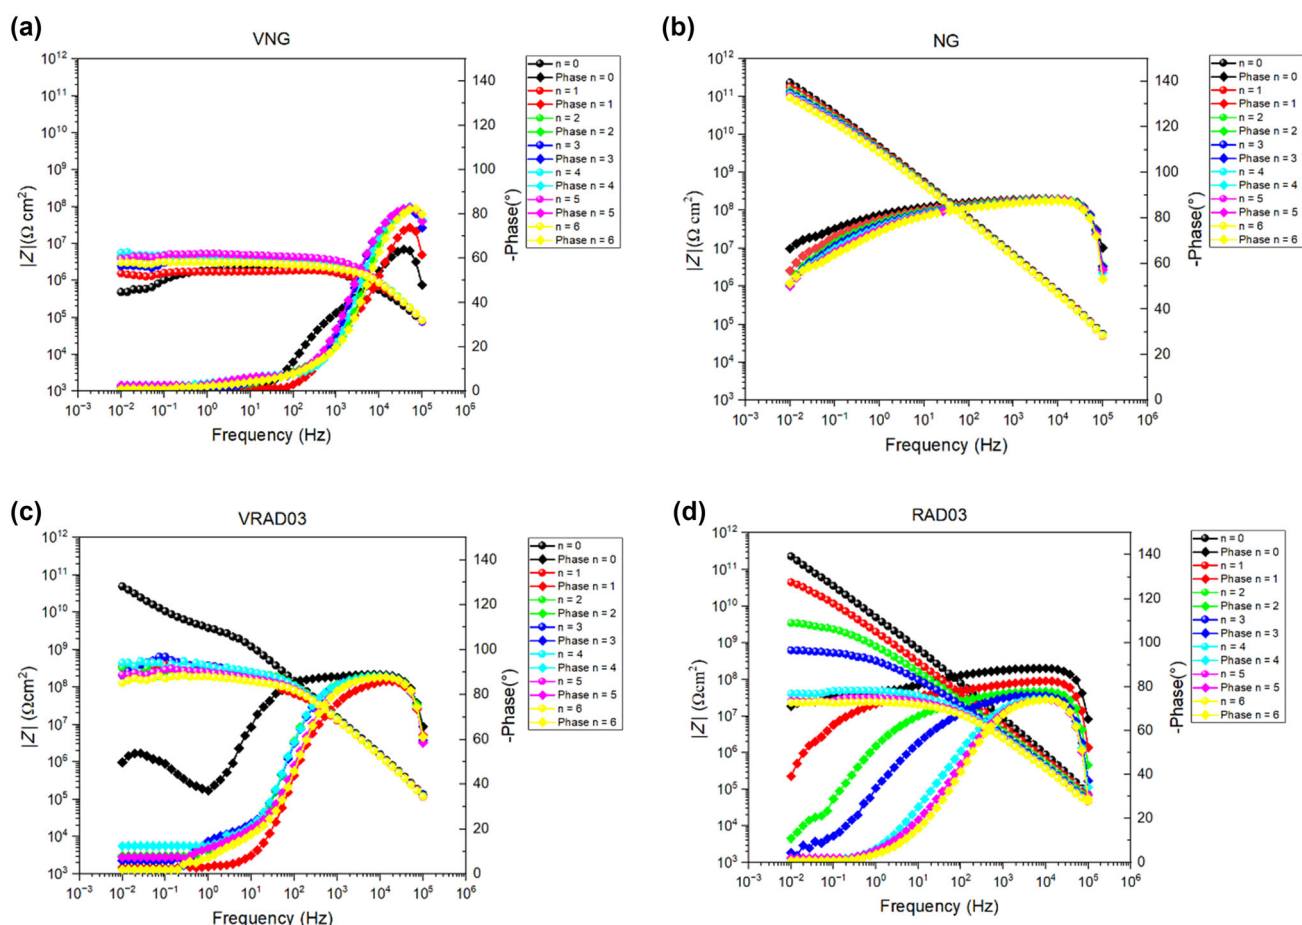 (a)
VNG
10¹²
10¹¹
10¹⁰
10⁹
10⁸
10⁷
10⁶
10⁵
10⁴
10³
|Z|(Ω cm²)
140
120
100
80
60
40
20
0
-Phase(°)
10⁻³ 10⁻² 10⁻¹ 10⁰ 10¹ 10² 10³ 10⁴ 10⁵ 10⁶
Frequency (Hz)
n = 0
Phase n = 0
n = 1
Phase n = 1
n = 2
Phase n = 2
n = 3
Phase n = 3
n = 4
Phase n = 4
n = 5
Phase n = 5
n = 6
Phase n = 6
(b)
NG
10¹²
10¹¹
10¹⁰
10⁹
10⁸
10⁷
10⁶
10⁵
10⁴
10³
|Z|(Ω cm²)
140
120
100
80
60
40
20
0
-Phase(°)
10⁻³ 10⁻² 10⁻¹ 10⁰ 10¹ 10² 10³ 10⁴ 10⁵ 10⁶
Frequency (Hz)
n = 0
Phase n = 0
n = 1
Phase n = 1
n = 2
Phase n = 2
n = 3
Phase n = 3
n = 4
Phase n = 4
n = 5
Phase n = 5
n = 6
Phase n = 6
(c)
VRAD03
10¹²
10¹¹
10¹⁰
10⁹
10⁸
10⁷
10⁶
10⁵
10⁴
10³
|Z| (Ωcm²)
140
120
100
80
60
40
20
0
-Phase(°)
10⁻³ 10⁻² 10⁻¹ 10⁰ 10¹ 10² 10³ 10⁴ 10⁵ 10⁶
Frequency (Hz)
n = 0
Phase n = 0
n = 1
Phase n = 1
n = 2
Phase n = 2
n = 3
Phase n = 3
n = 4
Phase n = 4
n = 5
Phase n = 5
n = 6
Phase n = 6
(d)
RAD03
10¹²
10¹¹
10¹⁰
10⁹
10⁸
10⁷
10⁶
10⁵
10⁴
10³
|Z| (Ωcm²)
140
120
100
80
60
40
20
0
-Phase(°)
10⁻³ 10⁻² 10⁻¹ 10⁰ 10¹ 10² 10³ 10⁴ 10⁵ 10⁶
Frequency (Hz)
n = 0
Phase n = 0
n = 1
Phase n = 1
n = 2
Phase n = 2
n = 3
Phase n = 3
n = 4
Phase n = 4
n = 5
Phase n = 5
n = 6
Phase n = 6